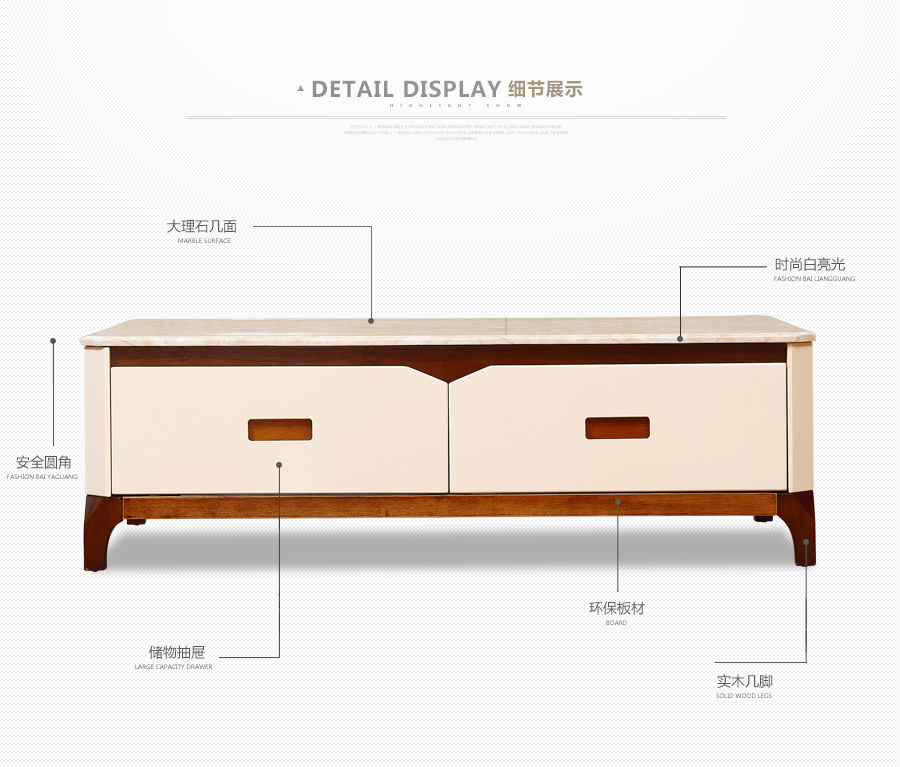 DETAIL DISPLAY 细节展示
HIGHLIGHT SHOW
大理石几面
MARBLE SURFACE
时尚白亮光
FASHION BAI LIANGGUANG
安全圆角
FASHION BAI YAGUANG
环保板材
BOARD
储物抽屉
LARGE CAPACITY DRAWER
实木几脚
SOLID WOOD LEGS